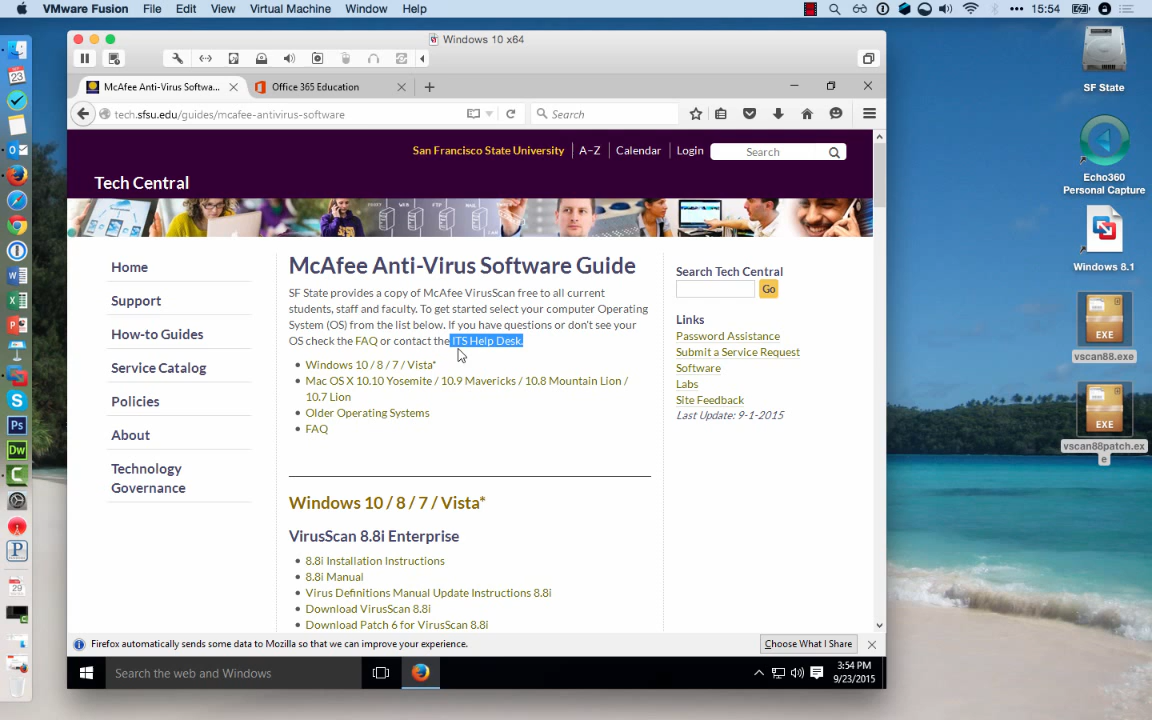 VMware Fusion File Edit View Virtual Machine Window Help 15:54
Windows 10 x64
McAfee Anti-Virus Softwa... Office 365 Education
tech.sfsu.edu/guides/mcafee-antivirus-software Search
San Francisco State University A-Z Calendar Login Search
Tech Central
Home
Support
How-to Guides
Service Catalog
Policies
About
Technology
Governance
McAfee Anti-Virus Software Guide
SF State provides a copy of McAfee VirusScan free to all current
students, staff and faculty. To get started select your computer Operating
System (OS) from the list below. If you have questions or don't see your
OS check the FAQ or contact the ITS Help Desk.
Windows 10 / 8 / 7 / Vista*
Mac OS X 10.10 Yosemite / 10.9 Mavericks / 10.8 Mountain Lion /
10.7 Lion
Older Operating Systems
FAQ
Windows 10 / 8 / 7 / Vista*
VirusScan 8.8i Enterprise
8.8i Installation Instructions
8.8i Manual
Virus Definitions Manual Update Instructions 8.8i
Download VirusScan 8.8i
Download Patch 6 for VirusScan 8.8i
Search Tech Central
Go
Links
Password Assistance
Submit a Service Request
Software
Labs
Site Feedback
Last Update: 9-1-2015
Firefox automatically sends some data to Mozilla so that we can improve your experience. Choose What I Share
Search the web and Windows
3:54 PM
9/23/2015
SF State
Echo360
Personal Capture
Windows 8.1
EXE
vscan88.exe
EXE
vscan88patch.ex
e
23
Ps
Dw
29